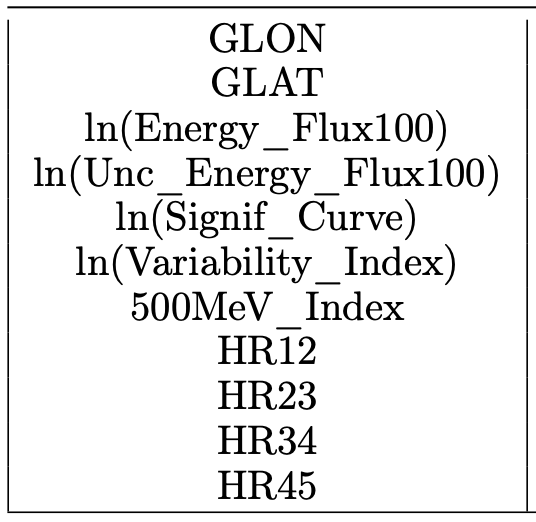 GLON
GLAT
ln(Energy_Flux100)
ln(Unc_Energy_Flux100)
ln(Signif_Curve)
ln(Variability_Index)
500MeV_Index
HR12
HR23
HR34
HR45